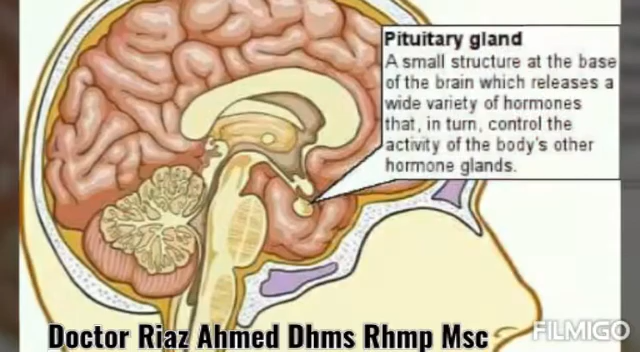 Pituitary gland
A small structure at the base
of the brain which releases a
wide variety of hormones
that, in turn, control the
activity of the body's other
hormone glands.
Doctor Riaz Ahmed Dhms Rhmp Msc
FILMIGO